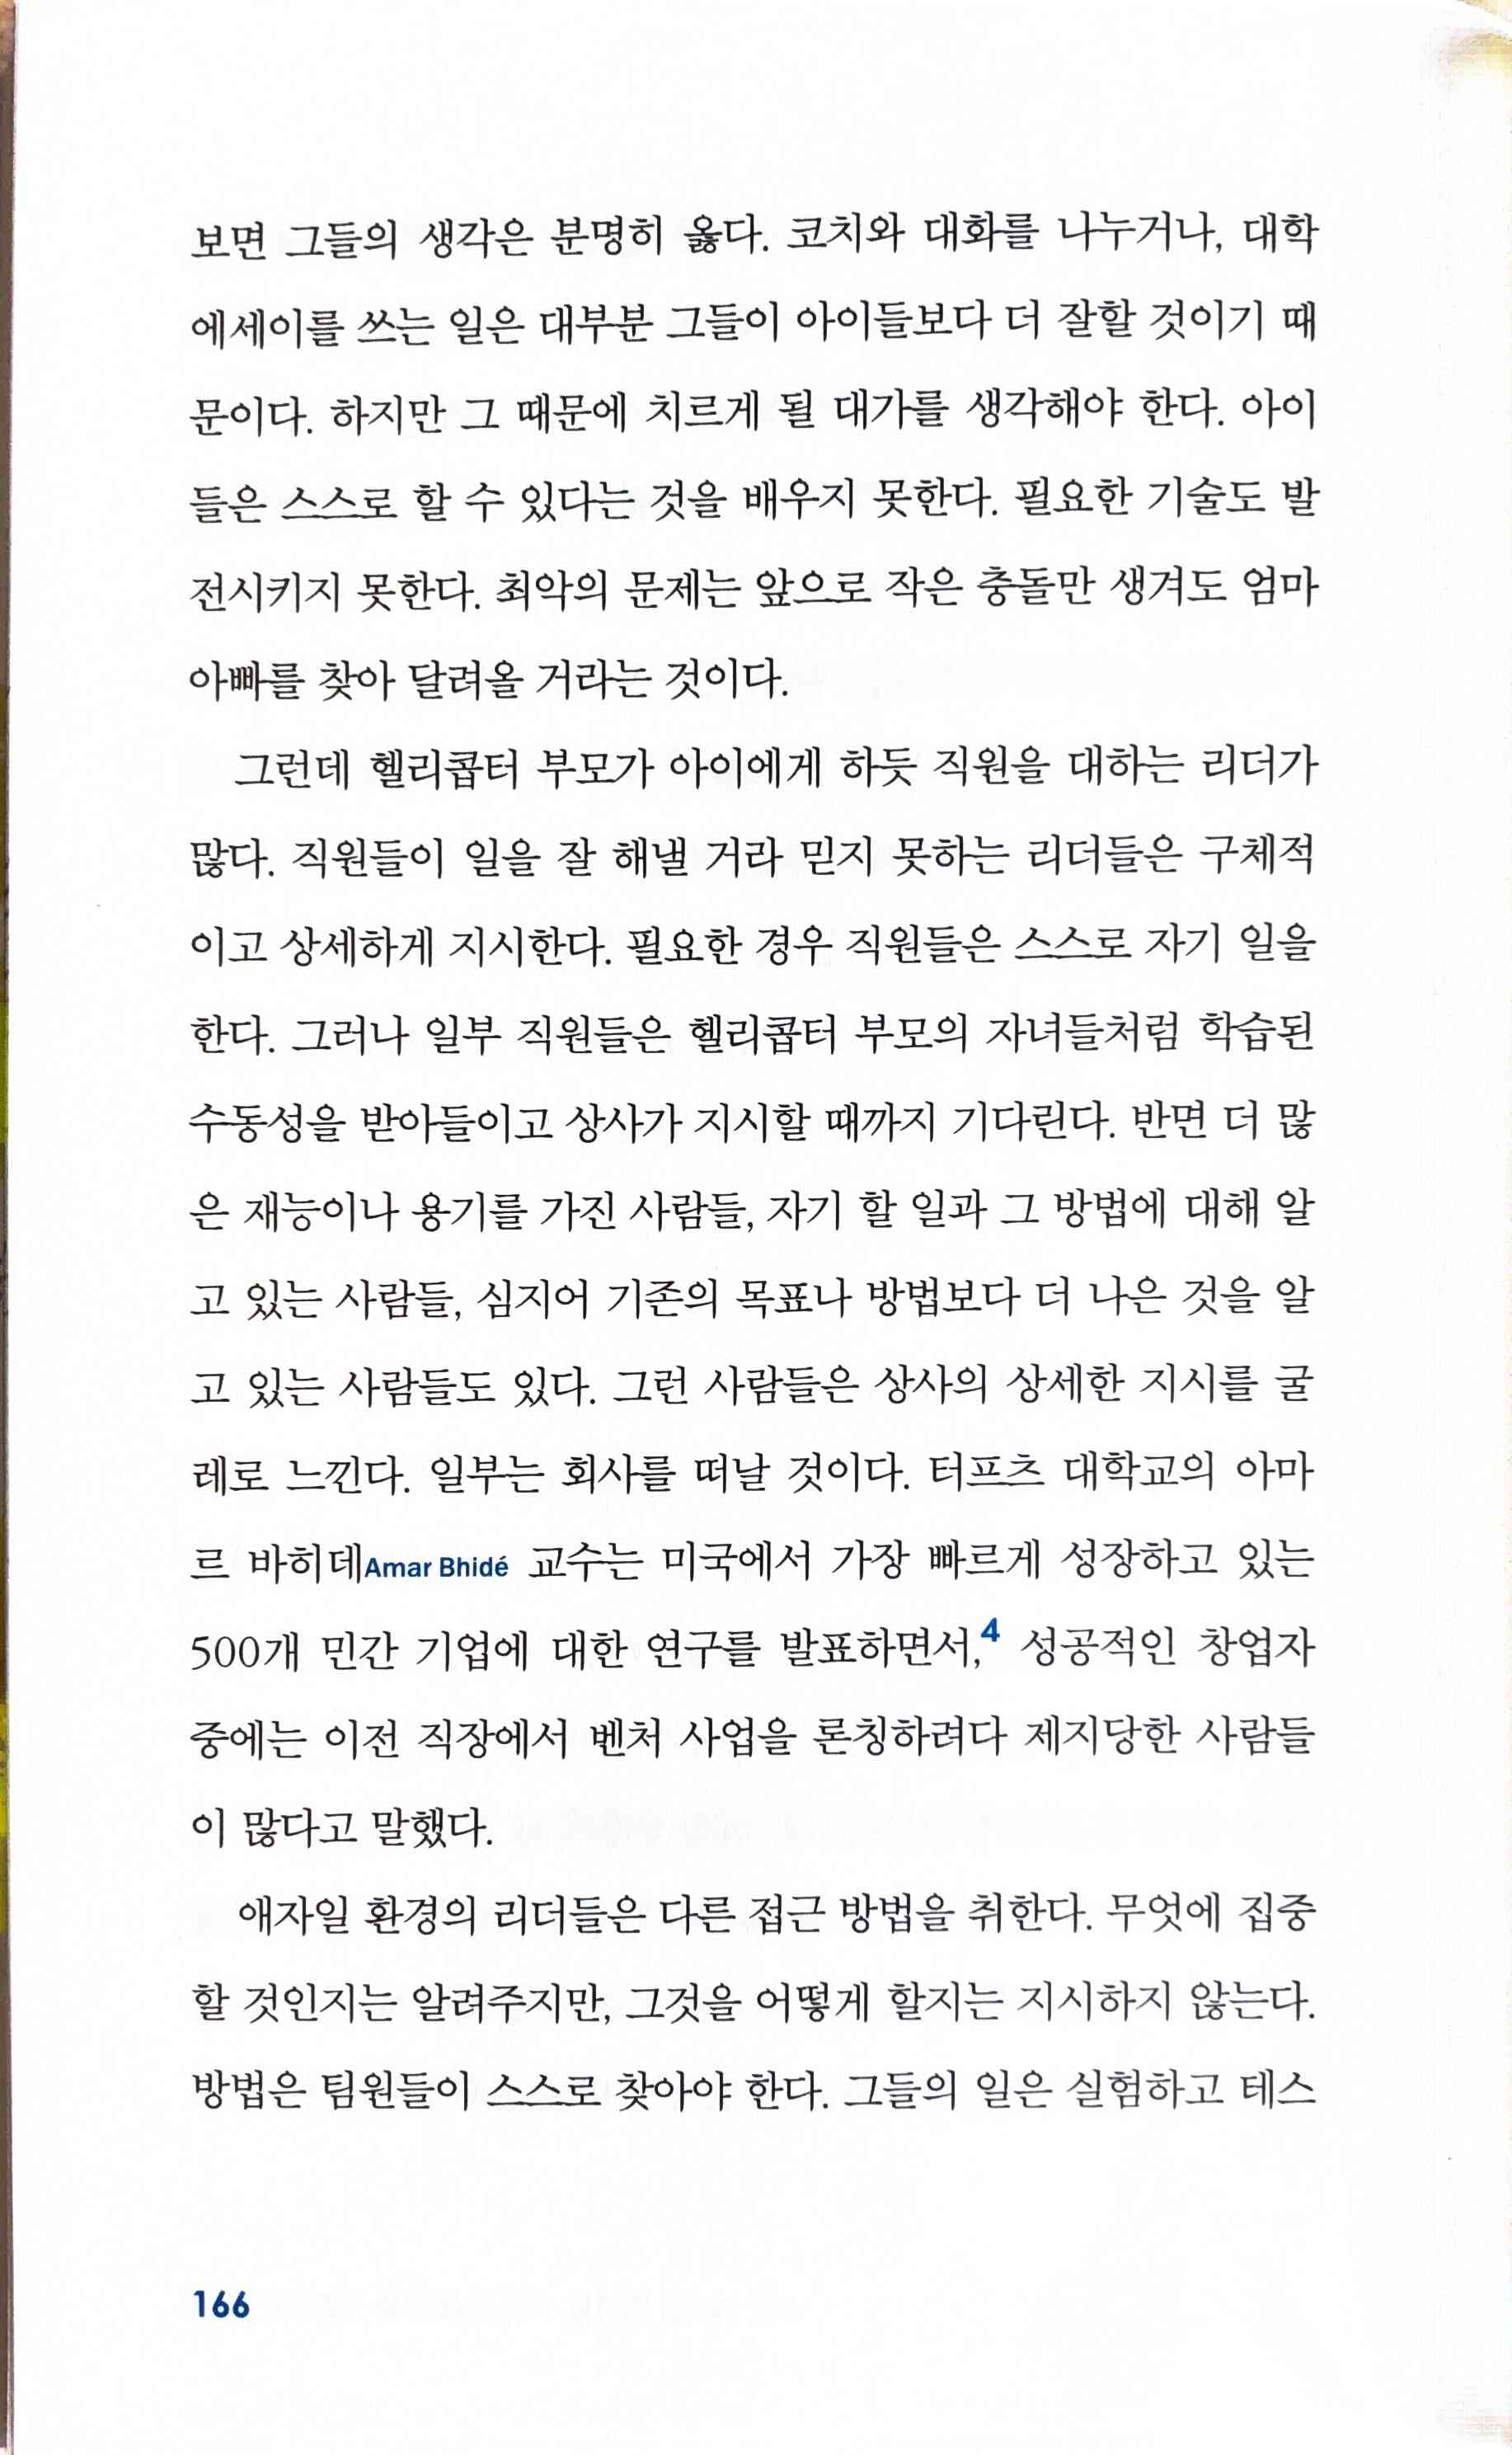 보면 그들의 생각은 분명히 옳다. 코치와 대화를 나누거나, 대학
에세이를 쓰는 일은 대부분 그들이 아이들보다 더 잘할 것이기 때
문이다. 하지만 그 때문에 치르게 될 대가를 생각해야 한다. 아이
들은 스스로 할 수 있다는 것을 배우지 못한다. 필요한 기술도 발
전시키지 못한다. 최악의 문제는 앞으로 작은 충돌만 생겨도 엄마
아빠를 찾아 달려올 거라는 것이다.
그런데 헬리콥터 부모가 아이에게 하듯 직원을 대하는 리더가
많다. 직원들이 일을 잘 해낼 거라 믿지 못하는 리더들은 구체적
이고 상세하게 지시한다. 필요한 경우 직원들은 스스로 자기 일을
한다. 그러나 일부 직원들은 헬리콥터 부모의 자녀들처럼 학습된
수동성을 받아들이고 상사가 지시할 때까지 기다린다. 반면 더 많
은 재능이나 용기를 가진 사람들, 자기 할 일과 그 방법에 대해 알
고 있는 사람들, 심지어 기존의 목표나 방법보다 더 나은 것을 알
고 있는 사람들도 있다. 그런 사람들은 상사의 상세한 지시를 굴
레로 느낀다. 일부는 회사를 떠날 것이다. 터프츠 대학교의 아마
르 바히데Amar Bhidé 교수는 미국에서 가장 빠르게 성장하고 있는
500개 민간 기업에 대한 연구를 발표하면서,4 성공적인 창업자
중에는 이전 직장에서 벤처 사업을 론칭하려다 제지당한 사람들
이 많다고 말했다.
애자일 환경의 리더들은 다른 접근 방법을 취한다. 무엇에 집중
할 것인지는 알려주지만, 그것을 어떻게 할지는 지시하지 않는다.
방법은 팀원들이 스스로 찾아야 한다. 그들의 일은 실험하고 테스
166